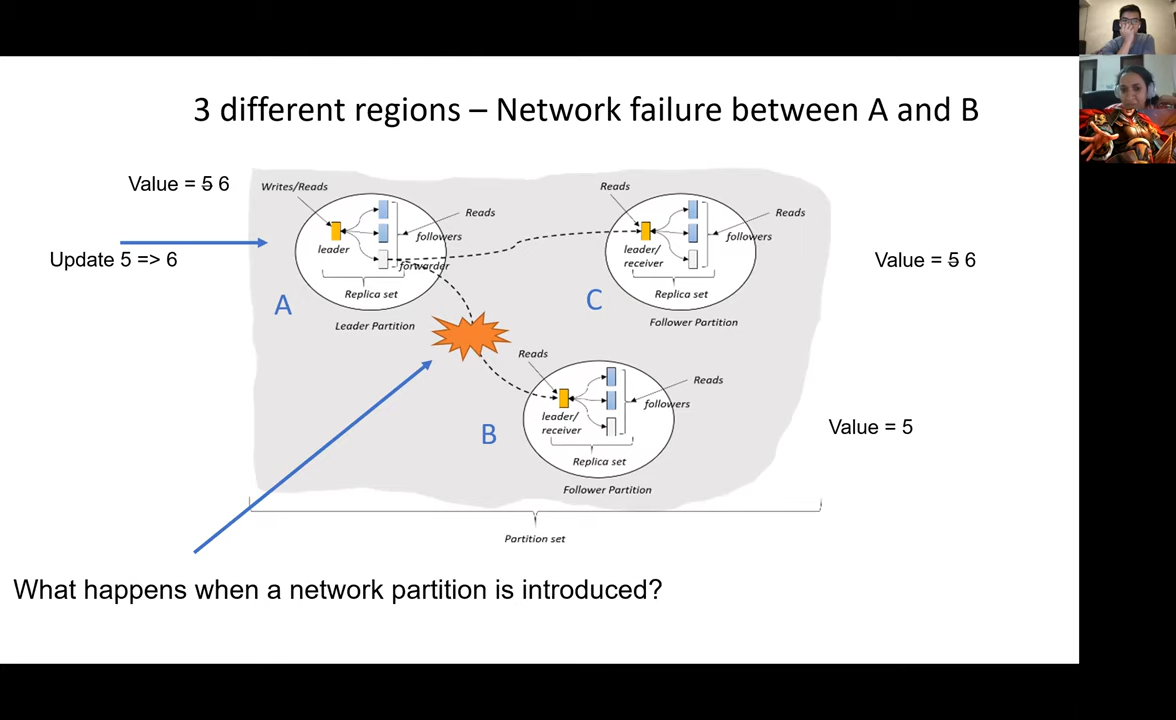 3 different regions – Network failure between A and B
Value = 5 6
Writes/Reads
Reads
leader
followers
forwarder
Replica set
Leader Partition
A
Update 5 => 6
Reads
Reads
leader/
receiver
followers
Replica set
Follower Partition
C
Value = 5 6
Reads
Reads
leader/
receiver
followers
Replica set
Follower Partition
B
Value = 5
Partition set
What happens when a network partition is introduced?